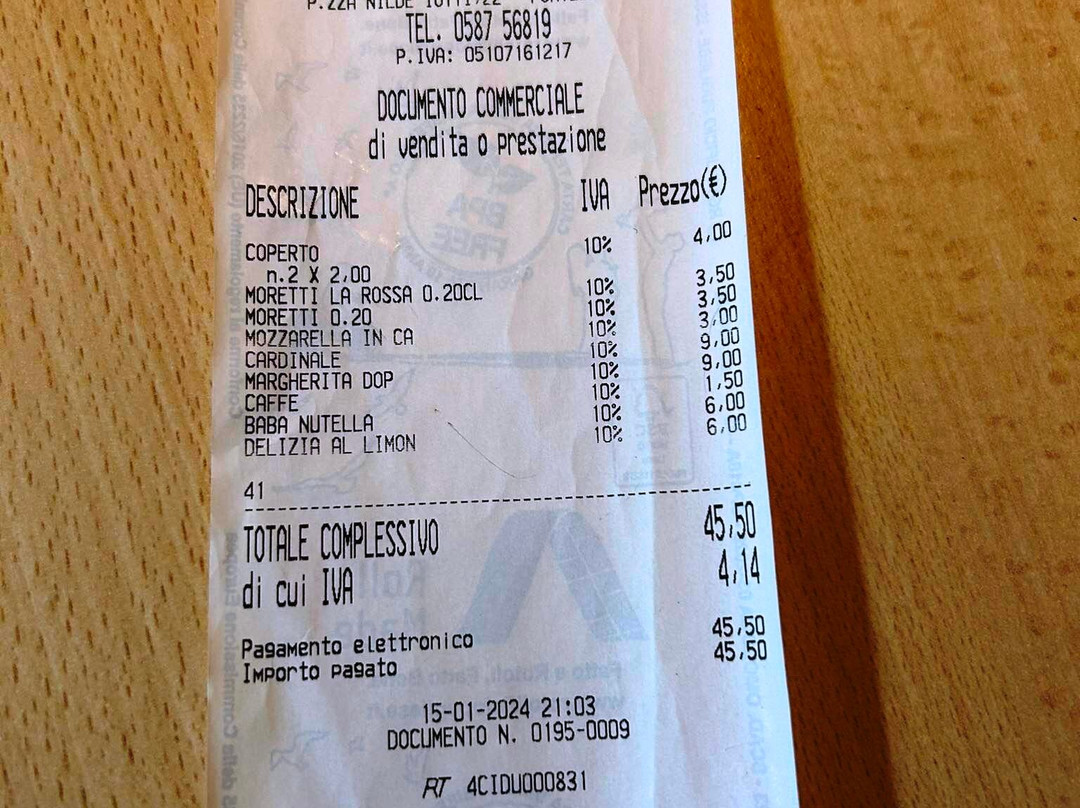 P.ZZA NILDE
TEL. 0587 56819
P.IVA: 05107161217
DOCUMENTO COMMERCIALE
di vendita o prestazione
DESCRIZIONE IVA Prezzo(€)
COPERTO 10% 4,00
n.2 X 2,00
MORETTI LA ROSSA 0.20CL 10% 3,50
MORETTI 0.20 10% 3,50
MOZZARELLA IN CA 10% 3,00
CARDINALE 10% 9,00
MARGHERITA DOP 10% 9,00
CAFFE 10% 1,50
BABA NUTELLA 10% 6,00
DELIZIA AL LIMON 10% 6,00
41
TOTALE COMPLESSIVO 45,50
di cui IVA 4,14
Pagamento elettronico 45,50
Importo pagato 45,50
15-01-2024 21:03
DOCUMENTO N. 0195-0009
RT 4CIDU000831